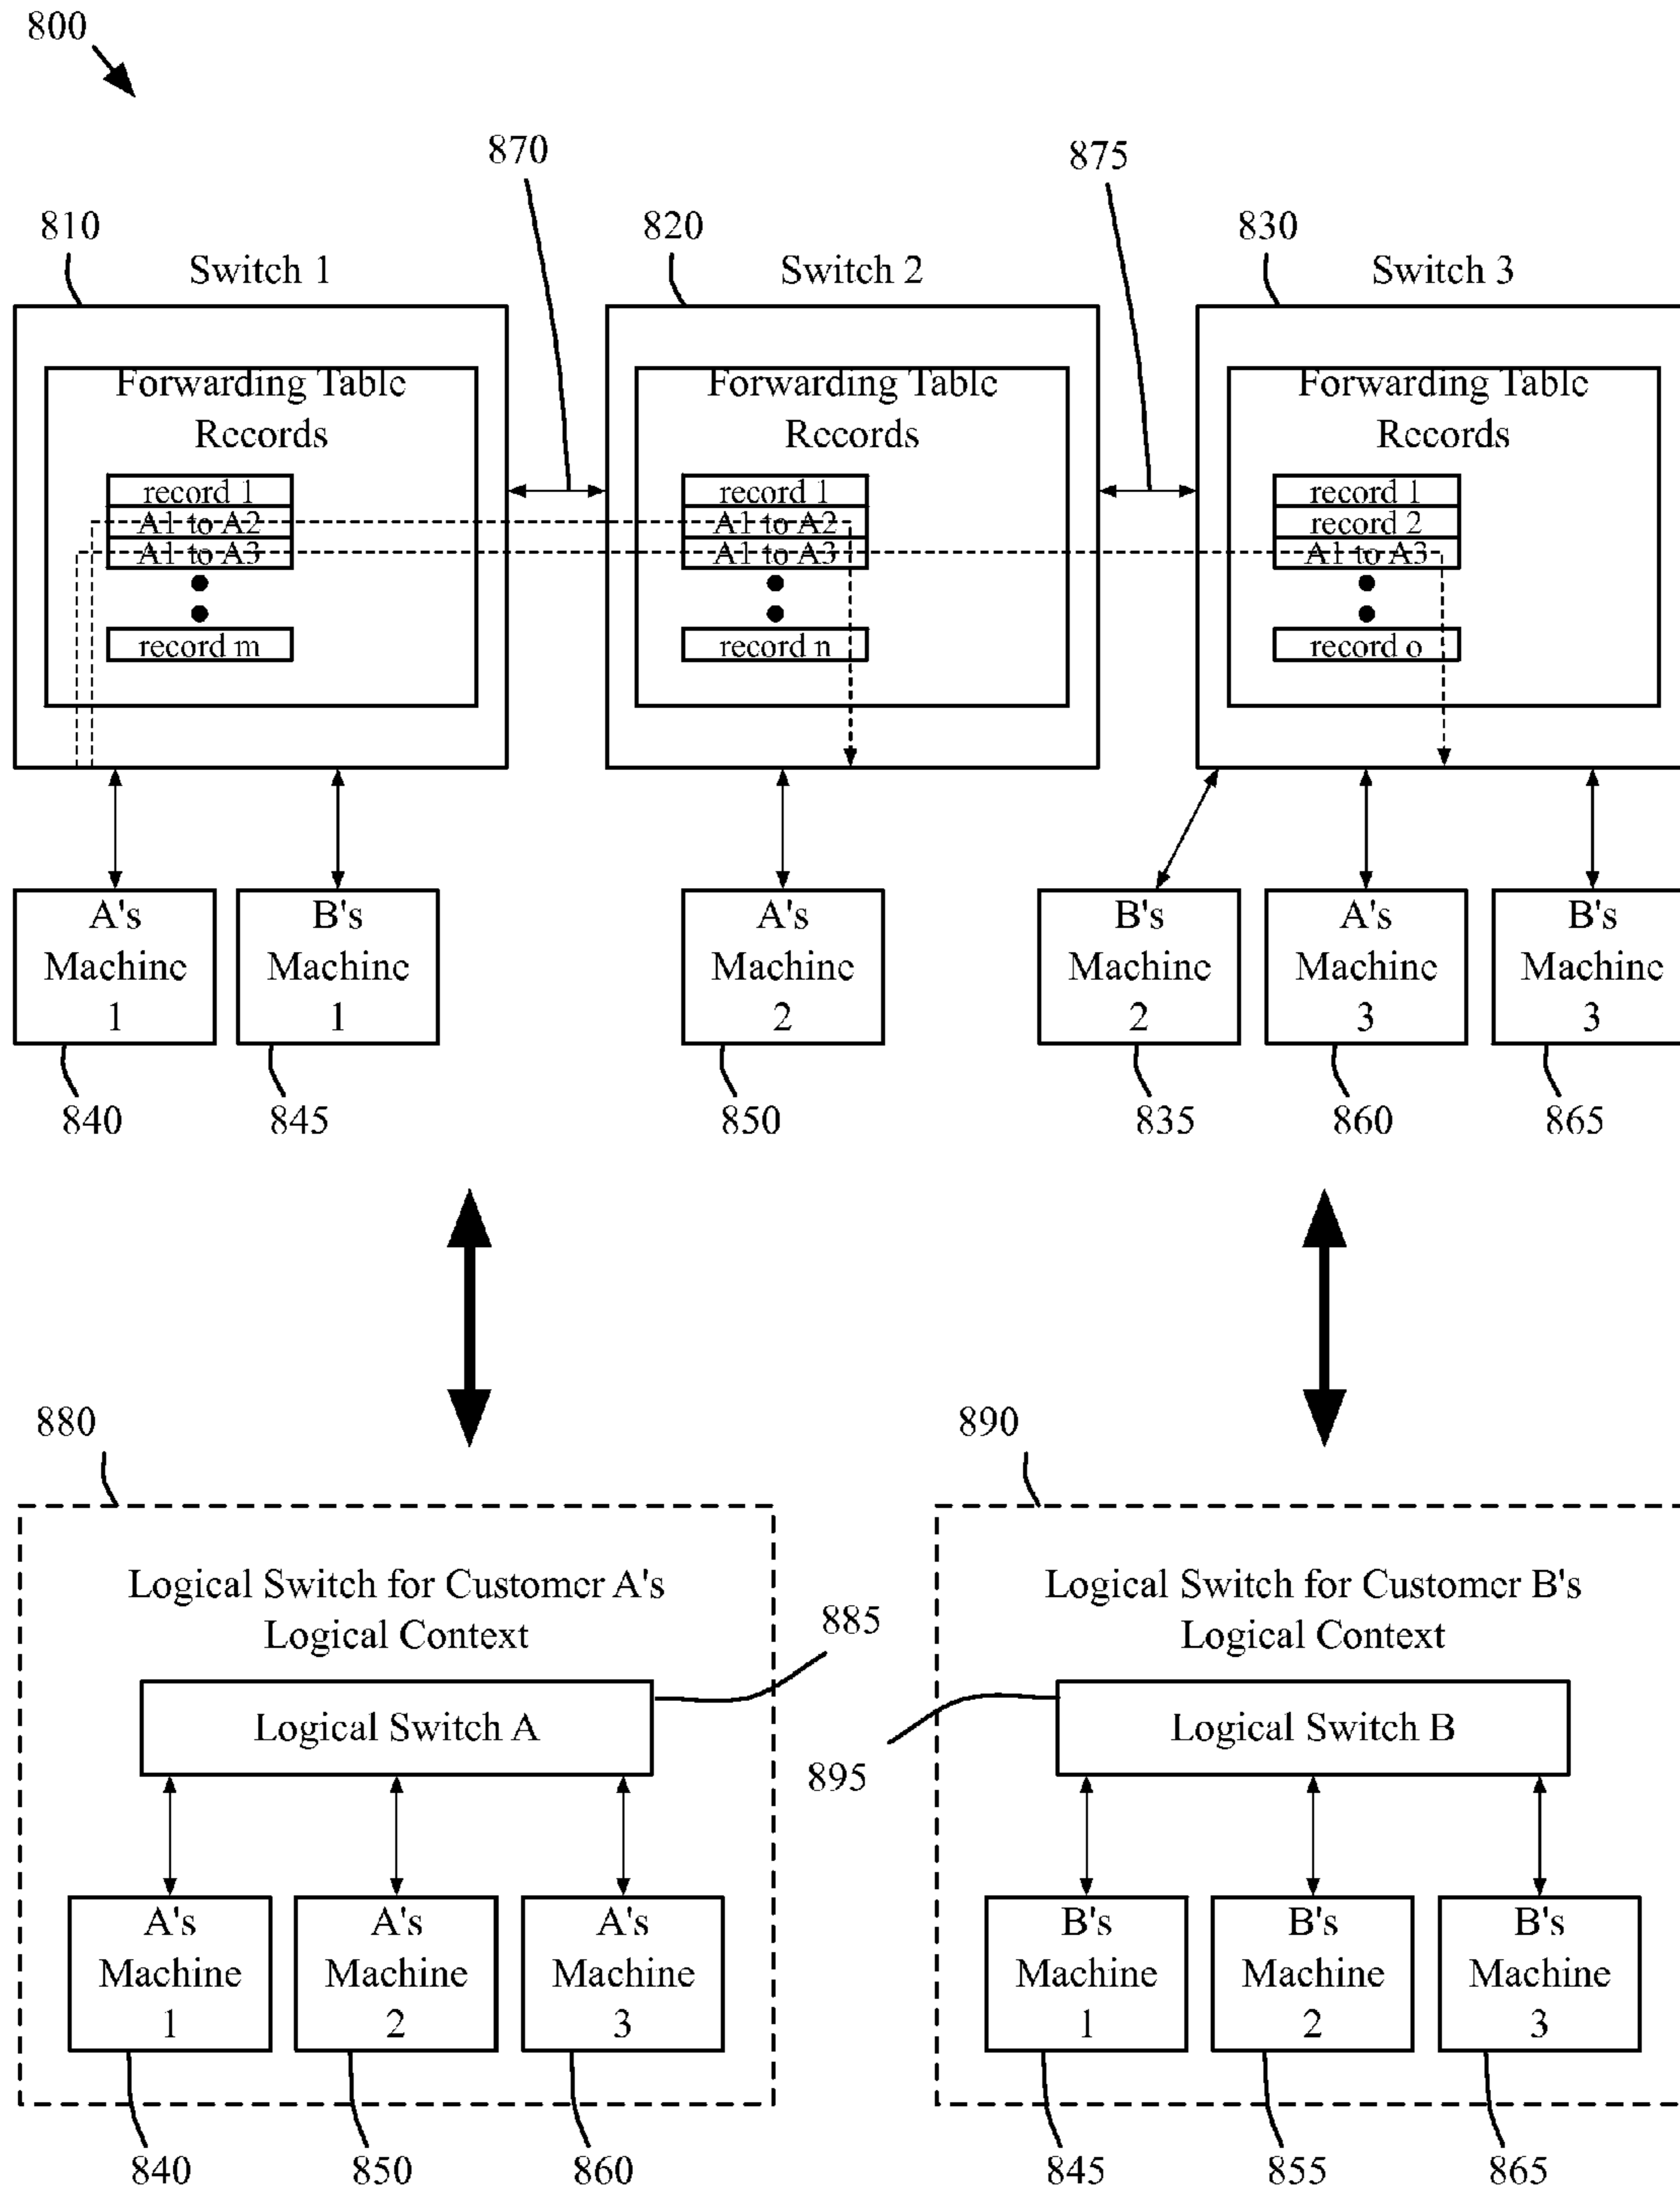 800
870
875
810
820
830
Switch 1
Switch 2
Switch 3
Forwarding Table
Records
record 1
A1 to A2
A1 to A3
record m
Forwarding Table
Records
record 1
A1 to A2
A1 to A3
record n
Forwarding Table
Records
record 1
record 2
A1 to A3
record o
A's
Machine
1
B's
Machine
1
A's
Machine
2
B's
Machine
2
A's
Machine
3
B's
Machine
3
840
845
850
835
860
865
880
890
Logical Switch for Customer A's
Logical Context
885
Logical Switch A
Logical Switch for Customer B's
Logical Context
895
Logical Switch B
A's
Machine
1
A's
Machine
2
A's
Machine
3
B's
Machine
1
B's
Machine
2
B's
Machine
3
840
850
860
845
855
865